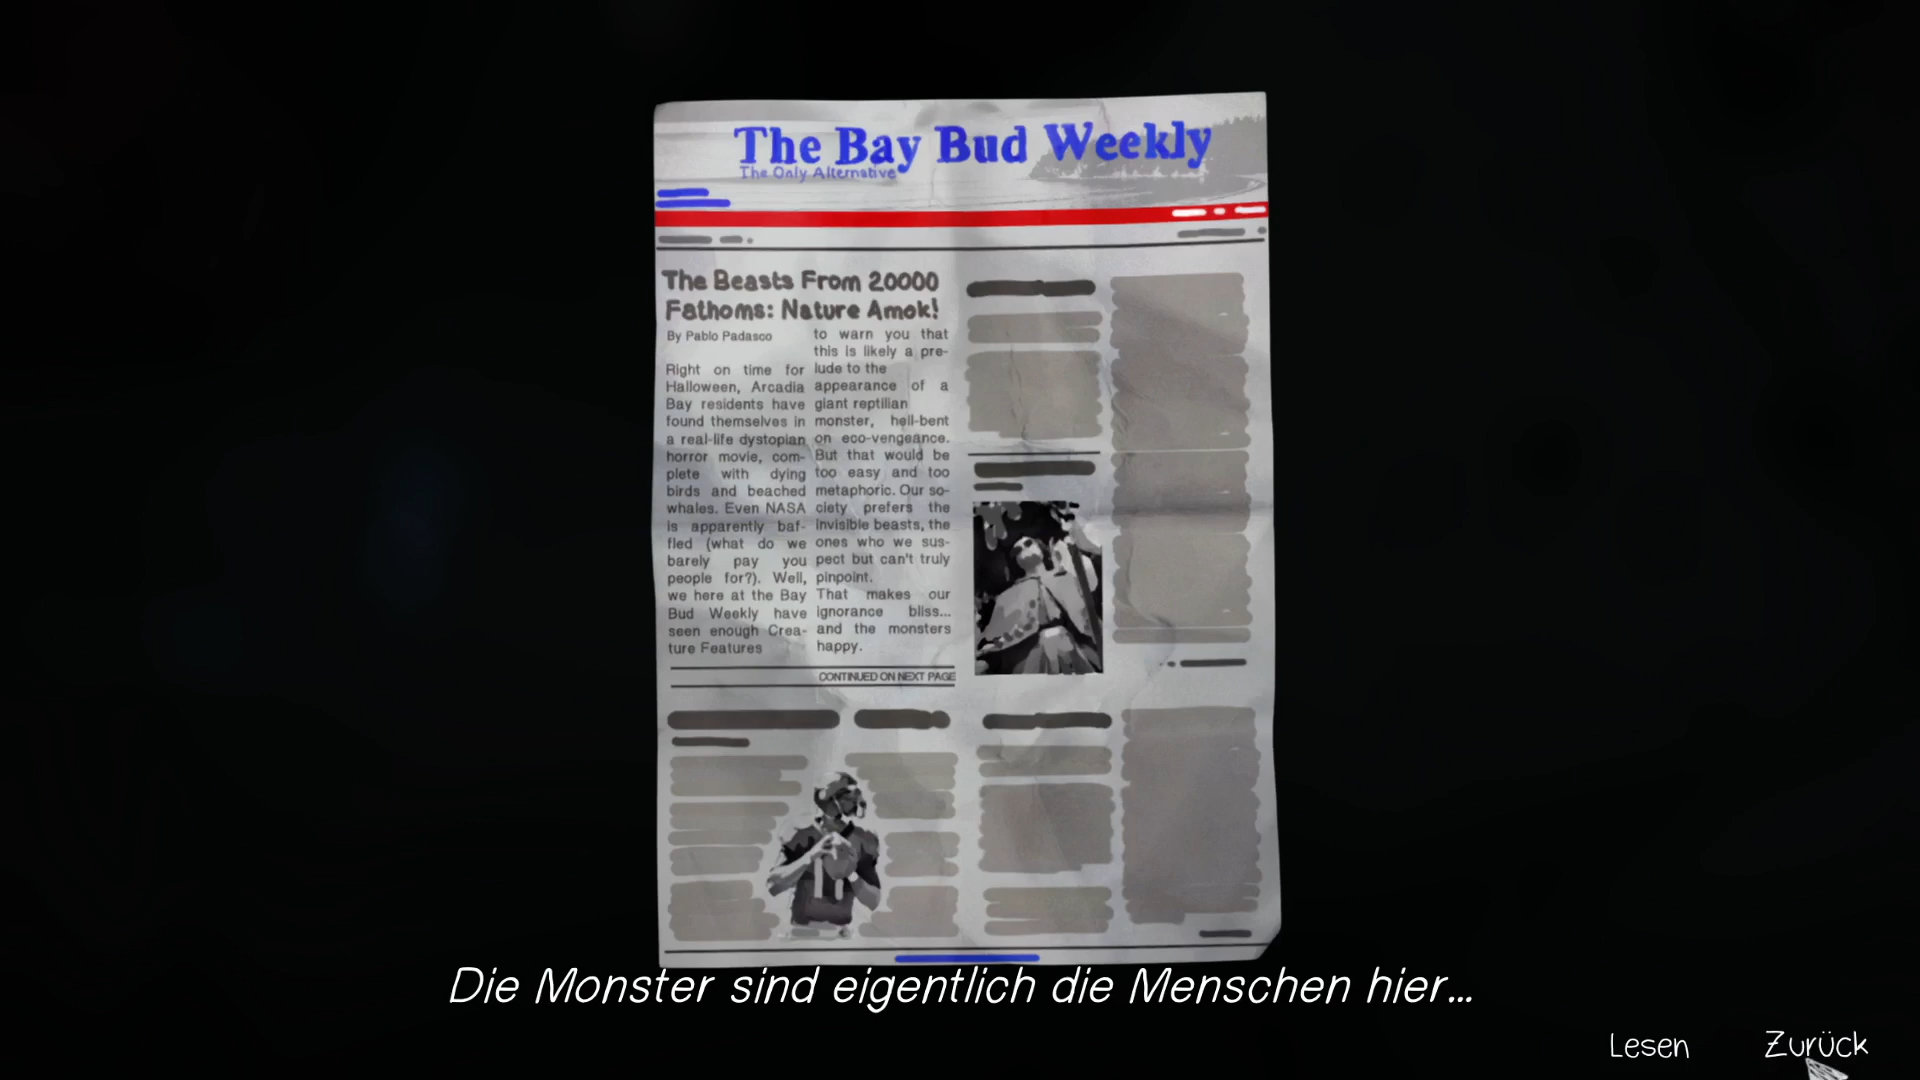 The Bay Bud Weekly
The Only Alternative
The Beasts From 20000
Fathoms: Nature Amok!
By Pablo Padasco
Right on time for
Halloween, Arcadia
Bay residents have
found themselves in
a real-life dystopian
horror movie, com-
plete with dying
birds and beached
whales. Even NASA
is apparently baf-
fled (what do we
barely pay you
people for?). Well,
we here at the Bay
Bud Weekly have
seen enough Crea-
ture Features
to warn you that
this is likely a pre-
lude to the
appearance of a
giant reptilian
monster, hell-bent
on eco-vengeance.
But that would be
too easy and too
metaphoric. Our so-
ciety prefers the
invisible beasts, the
ones who we sus-
pect but can't truly
pinpoint.
That makes our
ignorance bliss...
and the monsters
happy.
CONTINUED ON NEXT PAGE
Die Monster sind eigentlich die Menschen hier...
Lesen
Zurück